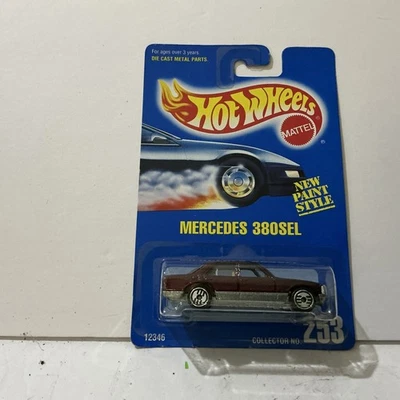 For ages over 3 years
DIE CAST METAL PARTS
HOT WHEELS
MATTEL
®
NEW
PAINT
STYLE
MERCEDES 380SEL
12346
COLLECTOR NO. 253